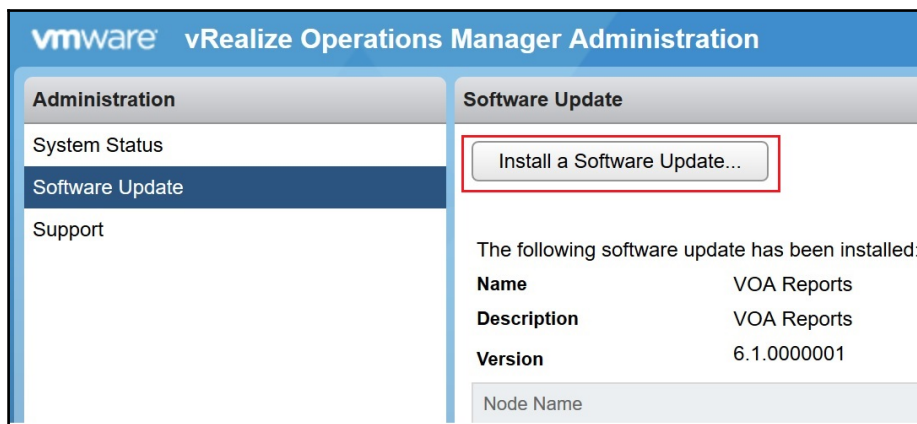 vmware vRealize Operations Manager Administration
Administration
System Status
Software Update
Support
Software Update
Install a Software Update...
The following software update has been installed:
Name VOA Reports
Description VOA Reports
Version 6.1.0000001
Node Name